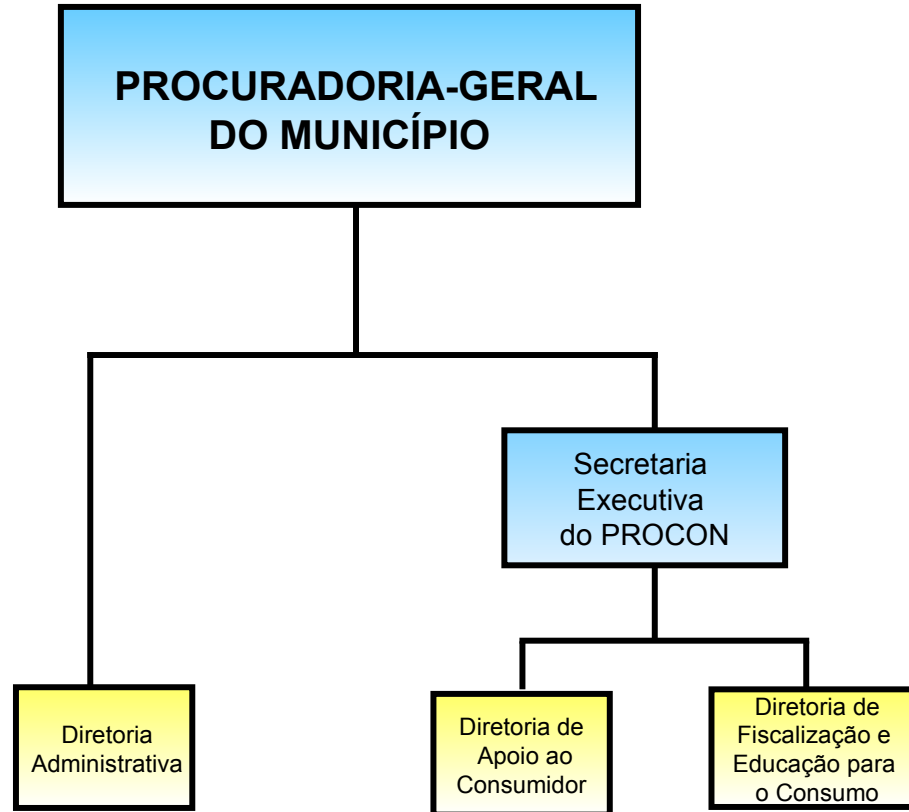 PROCURADORIA-GERAL
DO MUNICÍPIO
Secretaria
Executiva
do PROCON
Diretoria
Administrativa
Diretoria de
Apoio ao
Consumidor
Diretoria de
Fiscalização e
Educação para
o Consumo